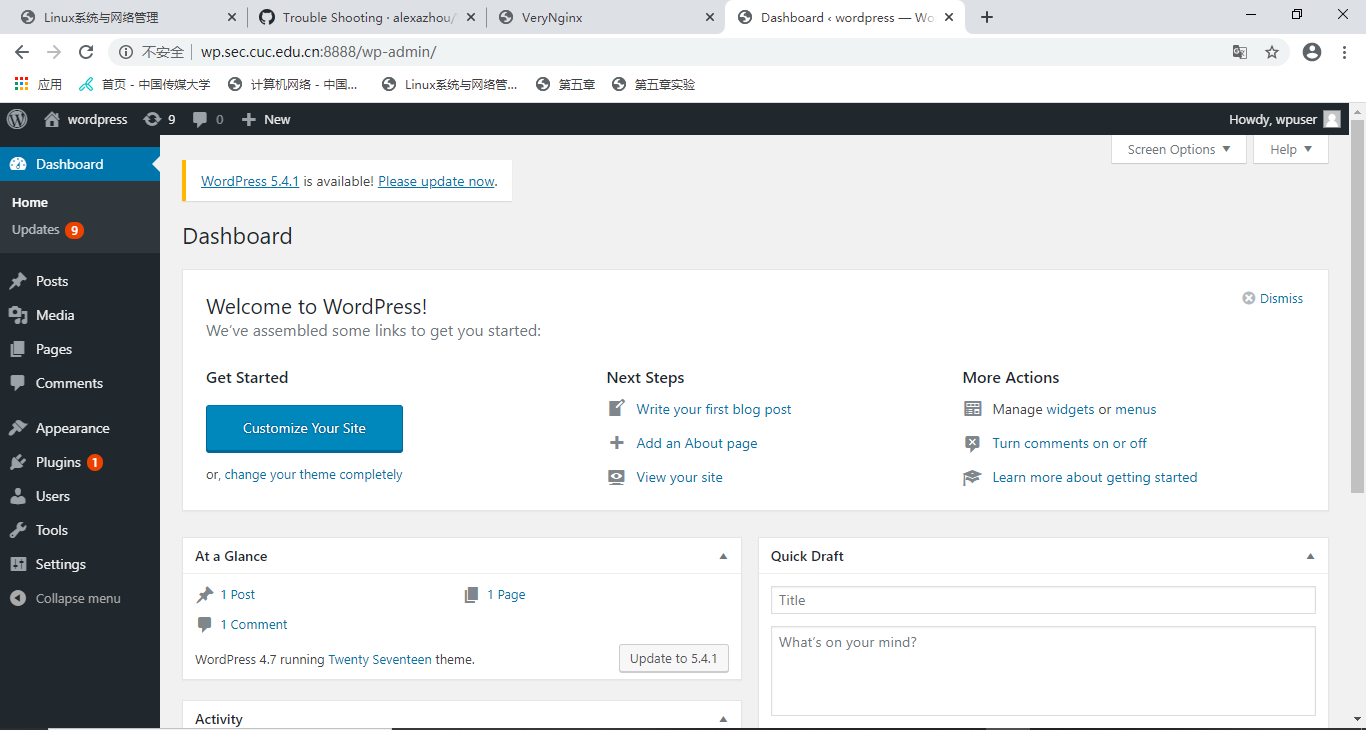 Linux系统与网络管理
Trouble Shooting · alexazhou/
VeryNginx
Dashboard ‹ wordpress — Wo
不安全 wp.sec.cuc.edu.cn:8888/wp-admin/
应用 首页 - 中国传媒大学 计算机网络 - 中国... Linux系统与网络管... 第五章 第五章实验
wordpress 9 0 New Howdy, wpuser
Dashboard
Home
Updates 9
Posts
Media
Pages
Comments
Appearance
Plugins 1
Users
Tools
Settings
Collapse menu
Screen Options Help
WordPress 5.4.1 is available! Please update now.
Dashboard
Welcome to WordPress!
We've assembled some links to get you started:
Dismiss
Get Started
Customize Your Site
or, change your theme completely
Next Steps
Write your first blog post
Add an About page
View your site
More Actions
Manage widgets or menus
Turn comments on or off
Learn more about getting started
At a Glance
1 Post 1 Page
1 Comment
WordPress 4.7 running Twenty Seventeen theme.
Update to 5.4.1
Activity
Quick Draft
Title
What's on your mind?